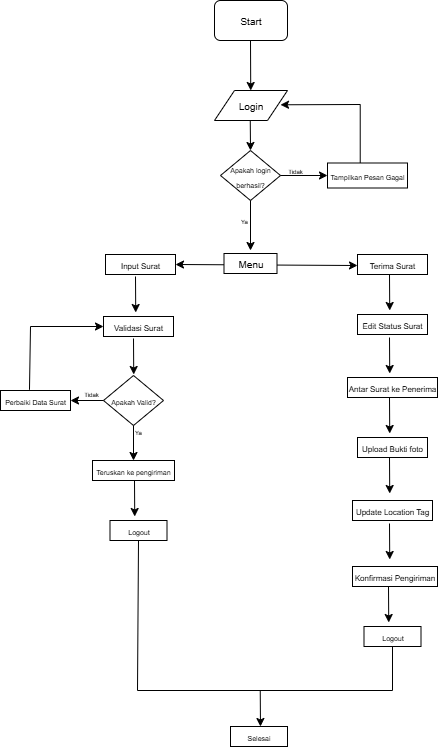 Start
Login
Apakah login
berhasil?
Tidak
Tampilkan Pesan Gagal
Ya
Input Surat
Menu
Terima Surat
Validasi Surat
Edit Status Surat
Tidak
Perbaiki Data Surat
Apakah Valid?
Antar Surat ke Penerima
Ya
Teruskan ke pengiriman
Upload Bukti foto
Logout
Update Location Tag
Konfirmasi Pengiriman
Logout
Selesai